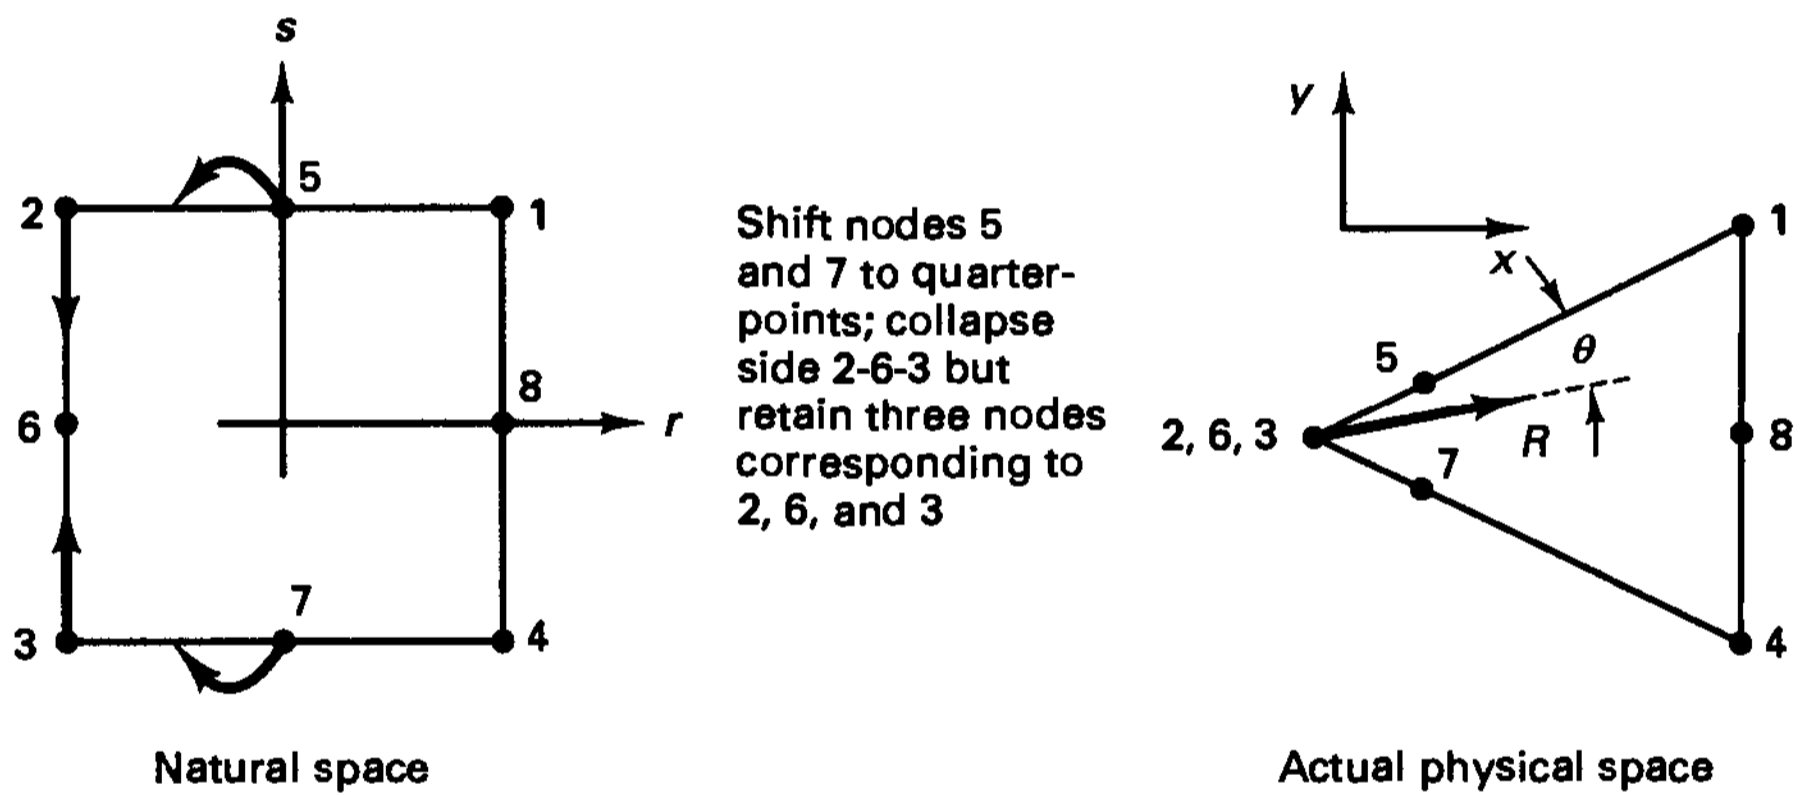 s
5
2
1
6
8
r
3
7
4
Natural space
Shift nodes 5
and 7 to quarter-
points; collapse
side 2-6-3 but
retain three nodes
corresponding to
2, 6, and 3
y
x
1
θ
5
2, 6, 3
R
7
8
4
Actual physical space